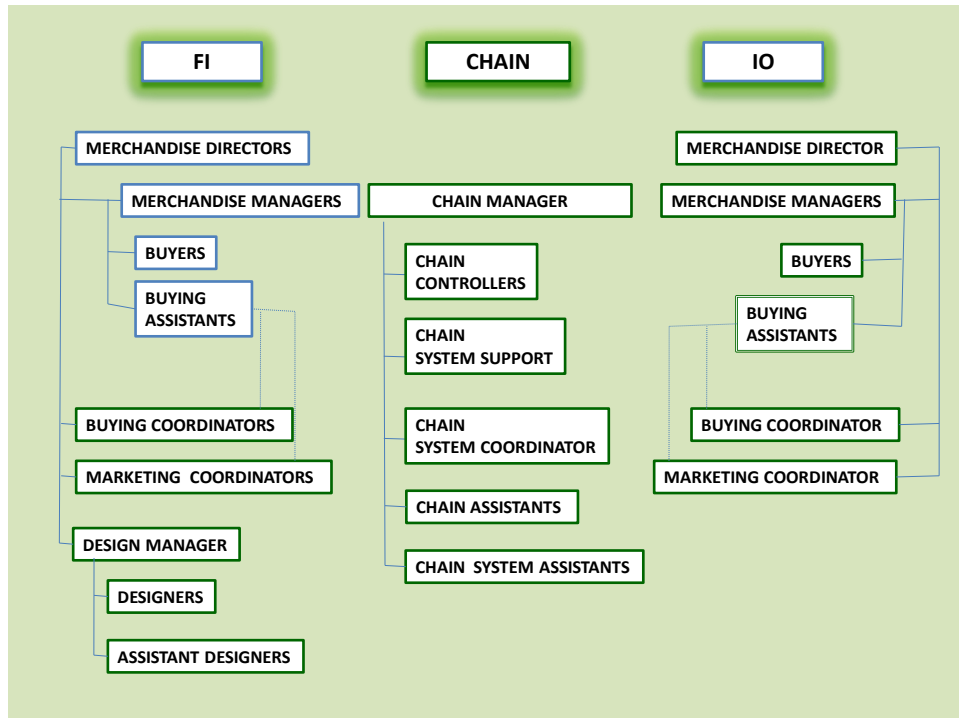 FI
CHAIN
IO
MERCHANDISE DIRECTORS
MERCHANDISE MANAGERS
BUYERS
BUYING
ASSISTANTS
BUYING COORDINATORS
MARKETING COORDINATORS
DESIGN MANAGER
DESIGNERS
ASSISTANT DESIGNERS
CHAIN MANAGER
CHAIN
CONTROLLERS
CHAIN
SYSTEM SUPPORT
CHAIN
SYSTEM COORDINATOR
CHAIN ASSISTANTS
CHAIN SYSTEM ASSISTANTS
MERCHANDISE DIRECTOR
MERCHANDISE MANAGERS
BUYERS
BUYING
ASSISTANTS
BUYING COORDINATOR
MARKETING COORDINATOR